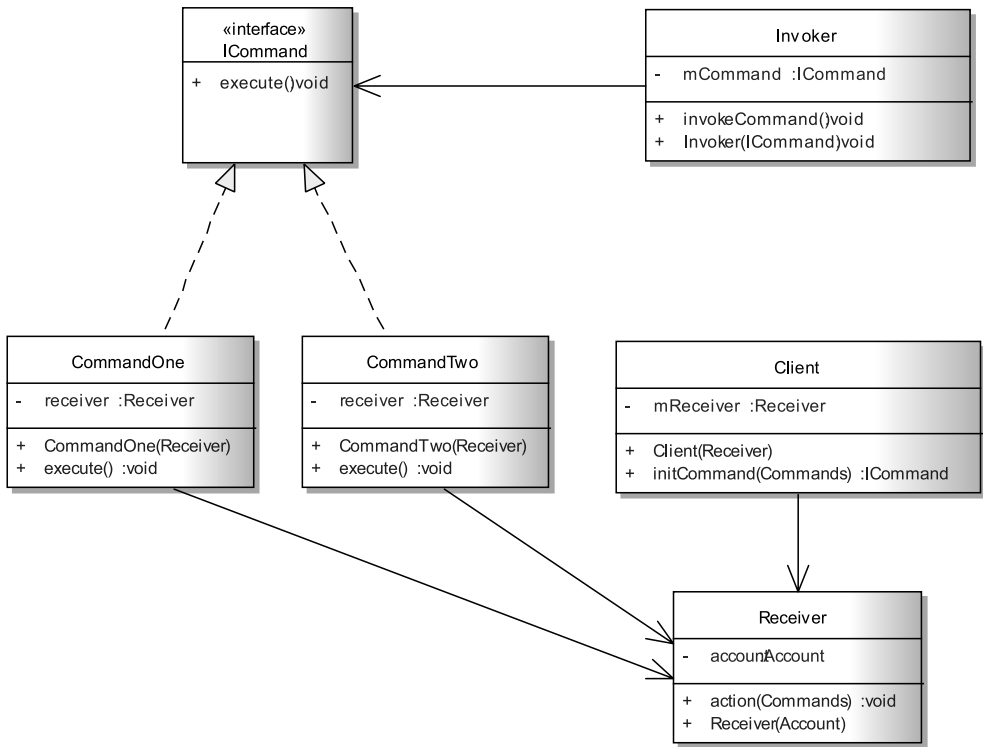 «interface»
ICommand
+ execute()void
Invoker
- mCommand :ICommand
+ invokeCommand()void
+ Invoker(ICommand)void
CommandOne
- receiver :Receiver
+ CommandOne(Receiver)
+ execute() :void
CommandTwo
- receiver :Receiver
+ CommandTwo(Receiver)
+ execute() :void
Client
- mReceiver :Receiver
+ Client(Receiver)
+ initCommand(Commands) :ICommand
Receiver
- account:Account
+ action(Commands) :void
+ Receiver(Account)